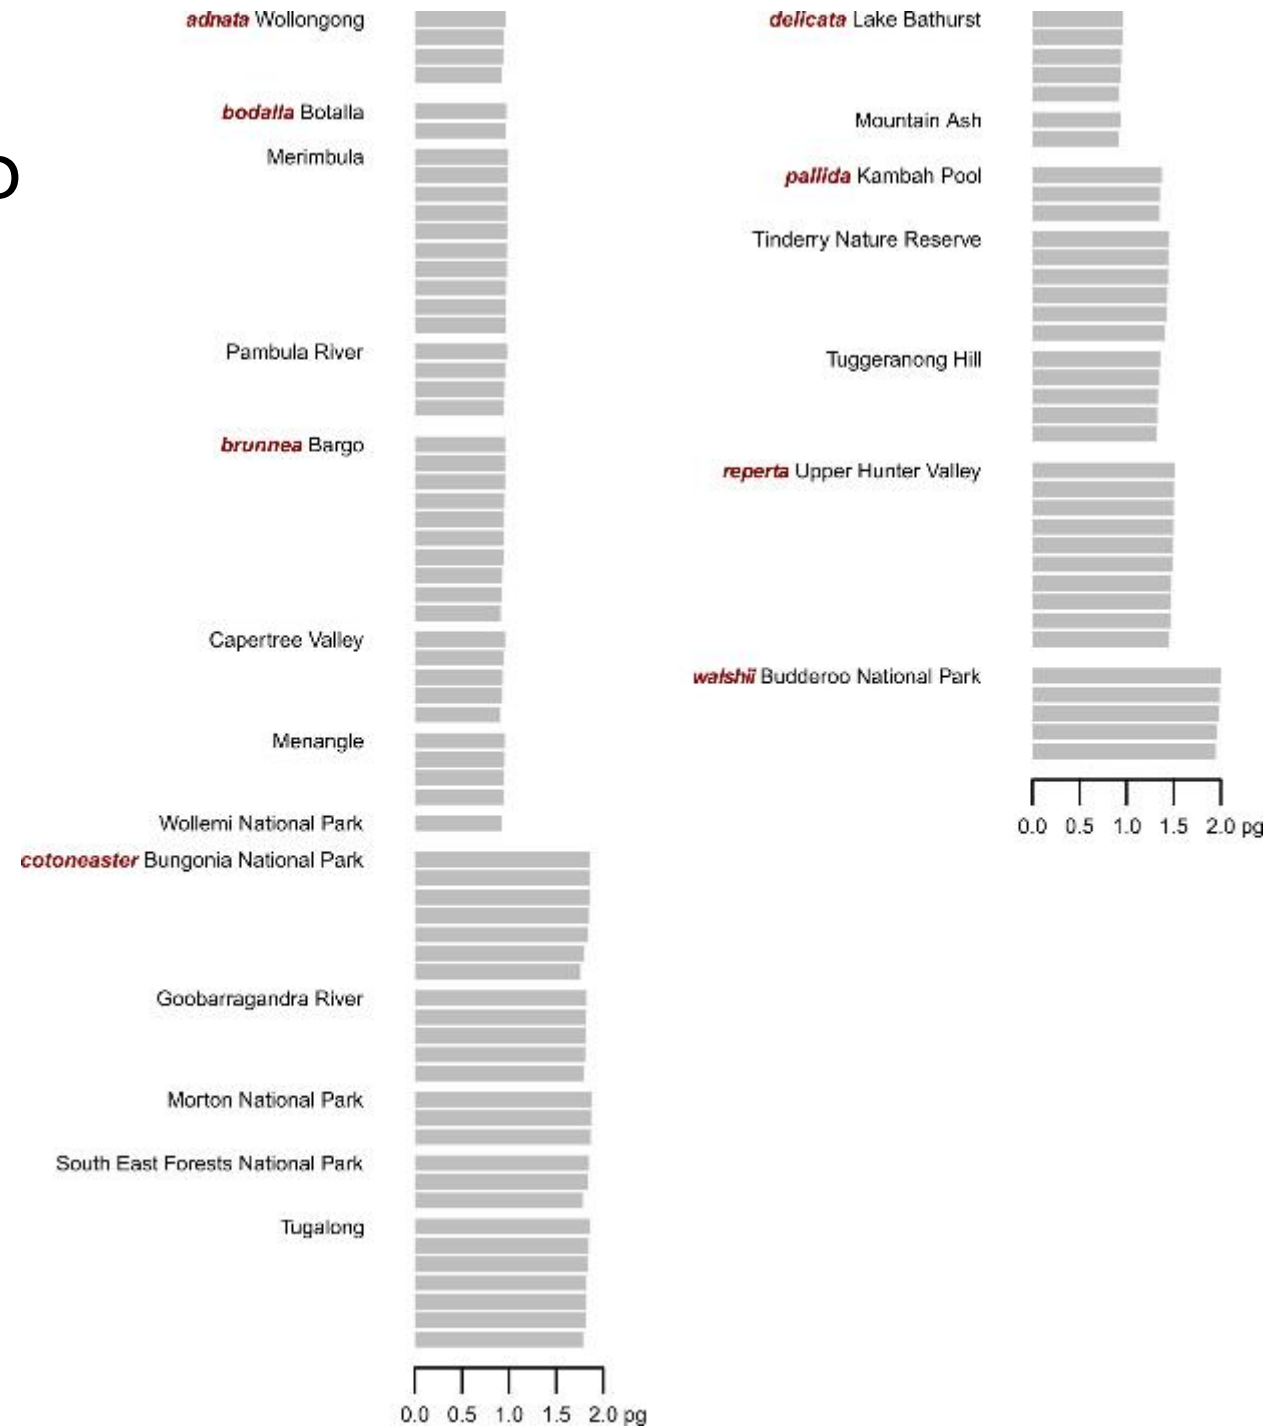 adnata Wollongong
bodalla Botalla
Merimbula
Pambula River
brunnea Bargo
Capertree Valley
Menangle
Wollemi National Park
cotoneaster Bungonia National Park
Goobarragandra River
Morton National Park
South East Forests National Park
Tugalong
0.0 0.5 1.0 1.5 2.0 pg
delicata Lake Bathurst
Mountain Ash
pallida Kambah Pool
Tinderry Nature Reserve
Tuggeranong Hill
reperta Upper Hunter Valley
walshii Budderoo National Park
0.0 0.5 1.0 1.5 2.0 pg